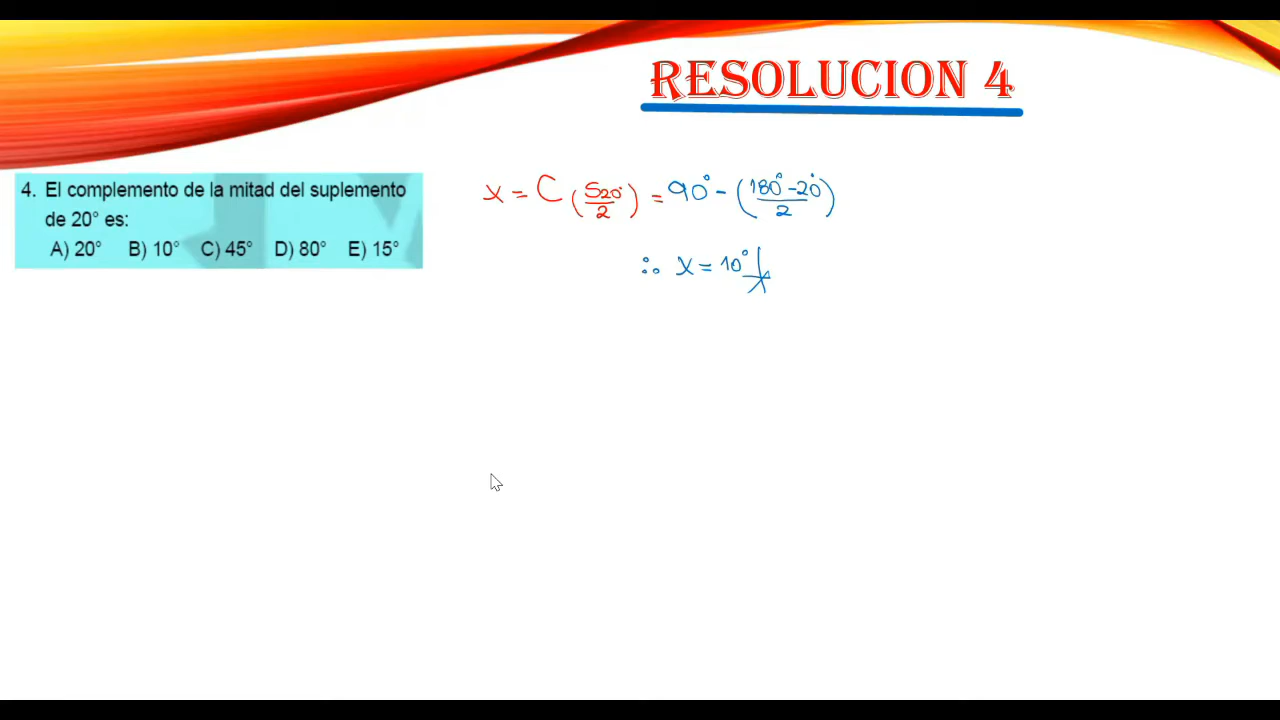 RESOLUCION 4
4. El complemento de la mitad del suplemento
de 20° es:
A) 20° B) 10° C) 45° D) 80° E) 15°
x = C (S20°/2) = 90° - (180° - 20°/2)
∴ x = 10°